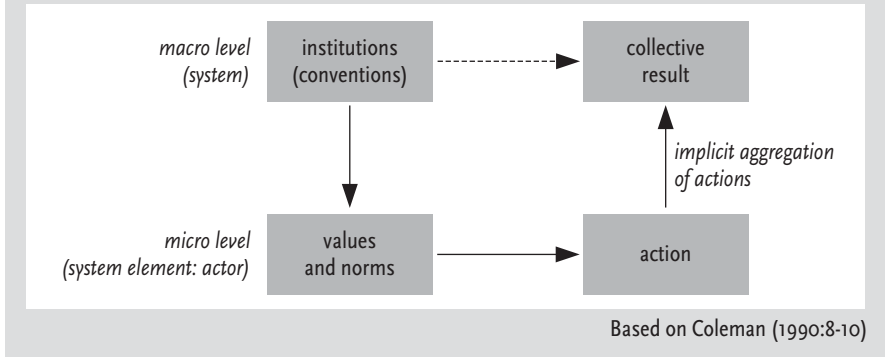 macro level
(system)
institutions
(conventions)
collective
result
implicit aggregation
of actions
micro level
(system element: actor)
values
and norms
action
Based on Coleman (1990:8-10)